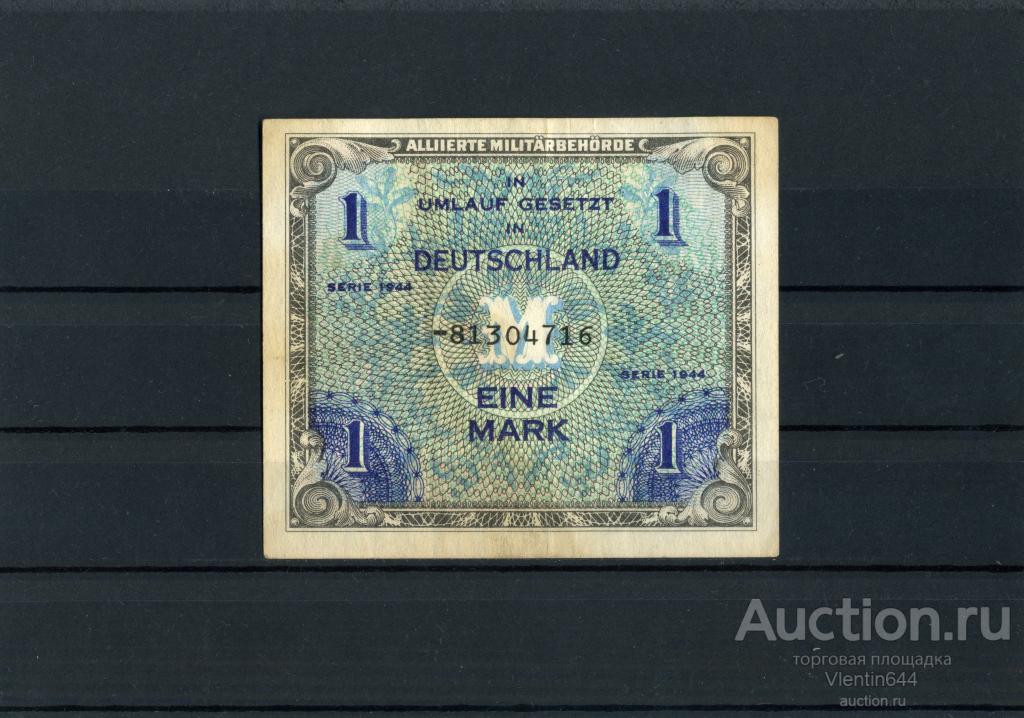 ALLIIERTE MILITÄRBEHÖRDE
IN
UMLAUF GESETZT
IN
DEUTSCHLAND
1
1
SERIE 1944
M
-81304716
SERIE 1944
EINE
MARK
1
1
Auction.ru
торговая площадка
Vlentin644
auction.ru